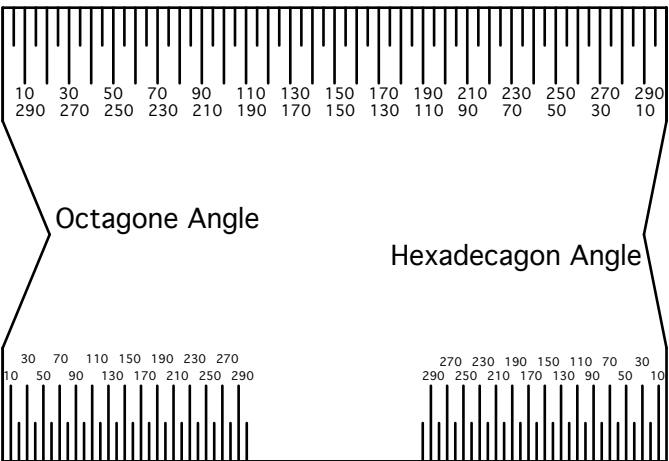 10 30 50 70 90 110 130 150 170 190 210 230 250 270 290
290 270 250 230 210 190 170 150 130 110 90 70 50 30 10
Octagone Angle
Hexadecagon Angle
30 70 110 150 190 230 270
10 50 90 130 170 210 250 290
270 230 190 150 110 70 30
290 250 210 170 130 90 50 10